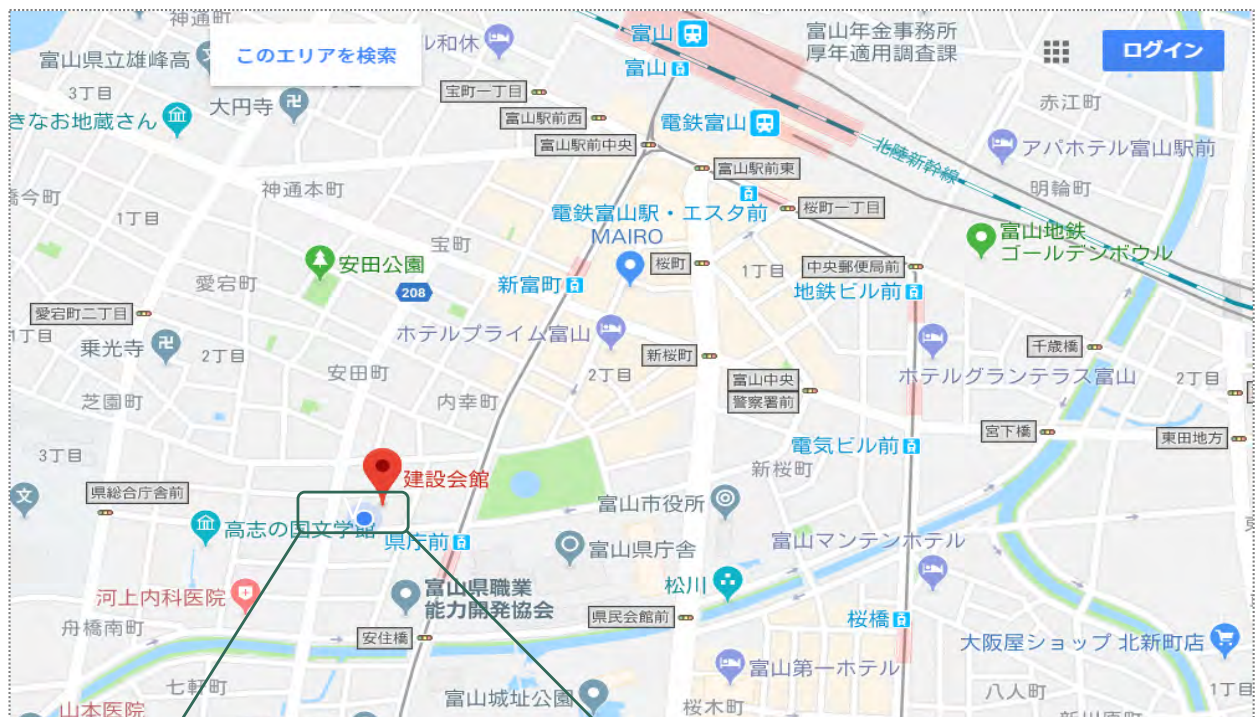 神通町
富山県立雄峰高
このエリアを検索
ル和休
富山
富山
富山年金事務所
厚年適用調査課
ログイン
3丁目
きなお地蔵さん
大円寺
宝町一丁目
富山駅前西
富山駅前中央
電鉄富山
赤江町
アパホテル富山駅前
北陸新幹線
富山駅前東
明輪町
神通本町
橋今町
1丁目
電鉄富山駅・エスタ前
桜町一丁目
MAIRO
宝町
富山地鉄
ゴールデンボウル
安田公園
桜町
1丁目
中央郵便局前
愛宕町
208
新富町
地鉄ビル前
愛宕町二丁目
1丁目
乗光寺
2丁目
ホテルプライム富山
新桜町
千歳橋
安田町
2丁目
富山中央
警察署前
ホテルグランテラス富山
2丁目
芝園町
内幸町
宮下橋
東田地方
3丁目
電気ビル前
新桜町
建設会館
県総合庁舎前
富山市役所
高志の国文学館
県庁前
富山県庁舎
富山マンテンホテル
河上内科医院
富山県職業
能力開発協会
松川
舟橋南町
安住橋
県民会館前
桜橋
大阪屋ショップ 北新町店
七軒町
富山城址公園
富山第一ホテル
八人町
1丁目
山本医院
桜木町